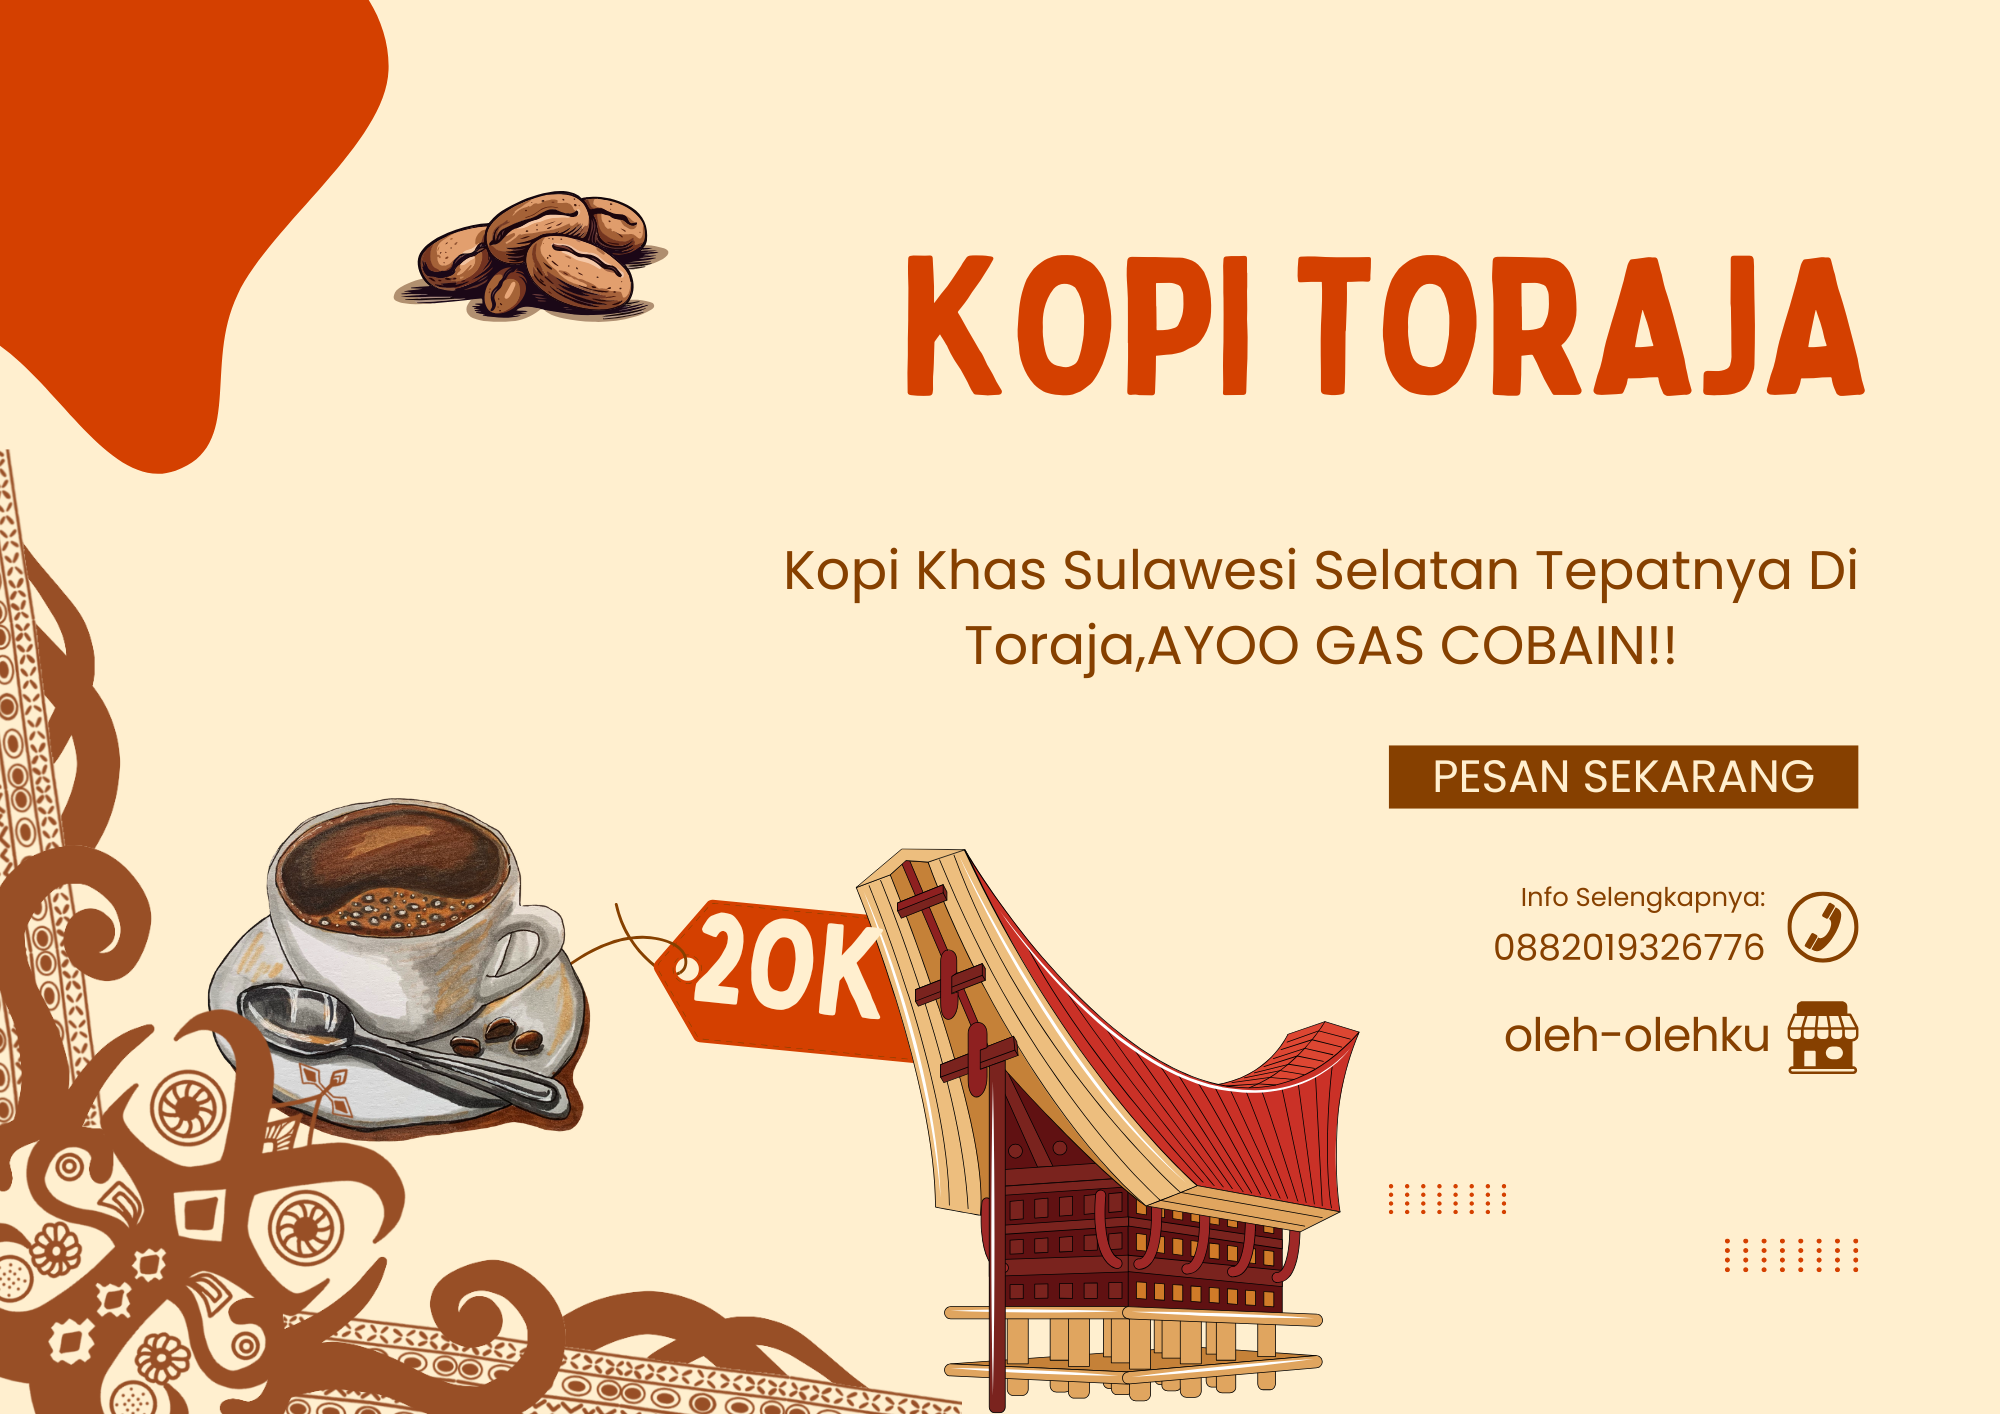 KOPI TORAJA
Kopi Khas Sulawesi Selatan Tepatnya Di
Toraja,AYOO GAS COBAIN!!
PESAN SEKARANG
20K
Info Selengkapnya:
0882019326776
oleh-olehku